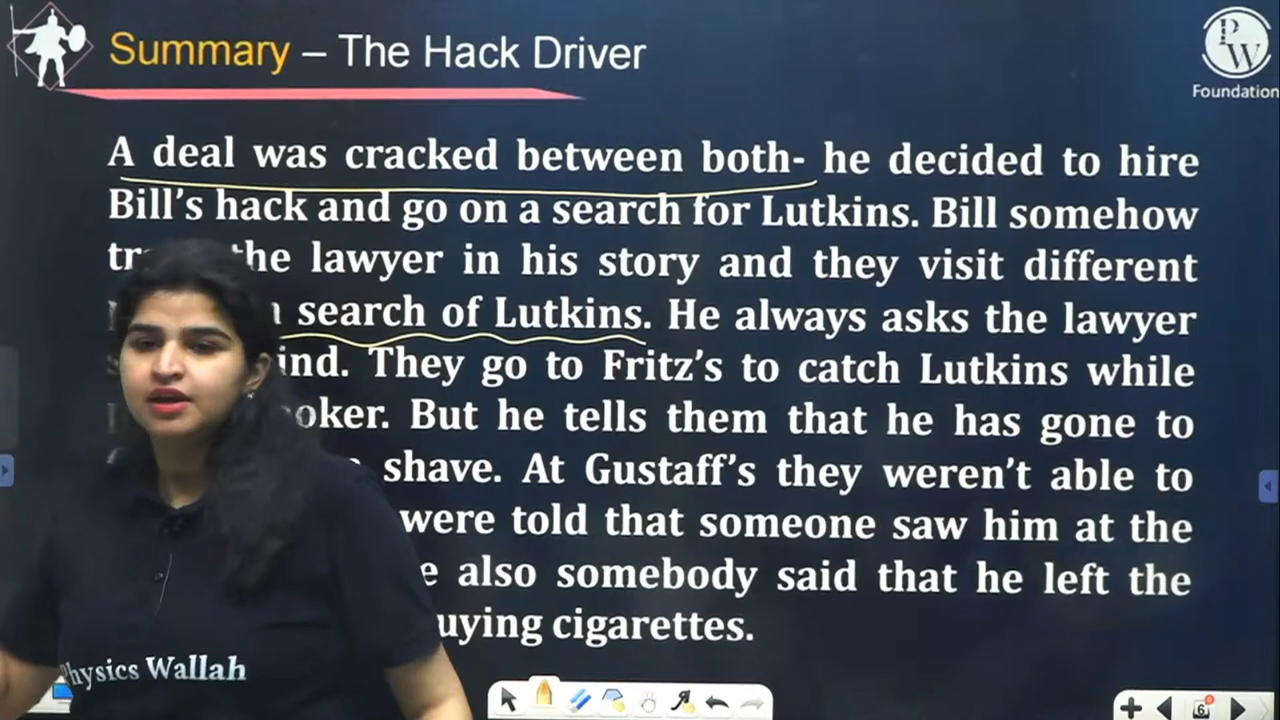 Summary – The Hack Driver
PW
Foundation
A deal was cracked between both- he decided to hire
Bill's hack and go on a search for Lutkins. Bill somehow
the lawyer in his story and they visit different
search of Lutkins. He always asks the lawyer
They go to Fritz's to catch Lutkins while
But he tells them that he has gone to
shave. At Gustaff's they weren't able to
were told that someone saw him at the
also somebody said that he left the
cigarettes.
Physics Wallah
6